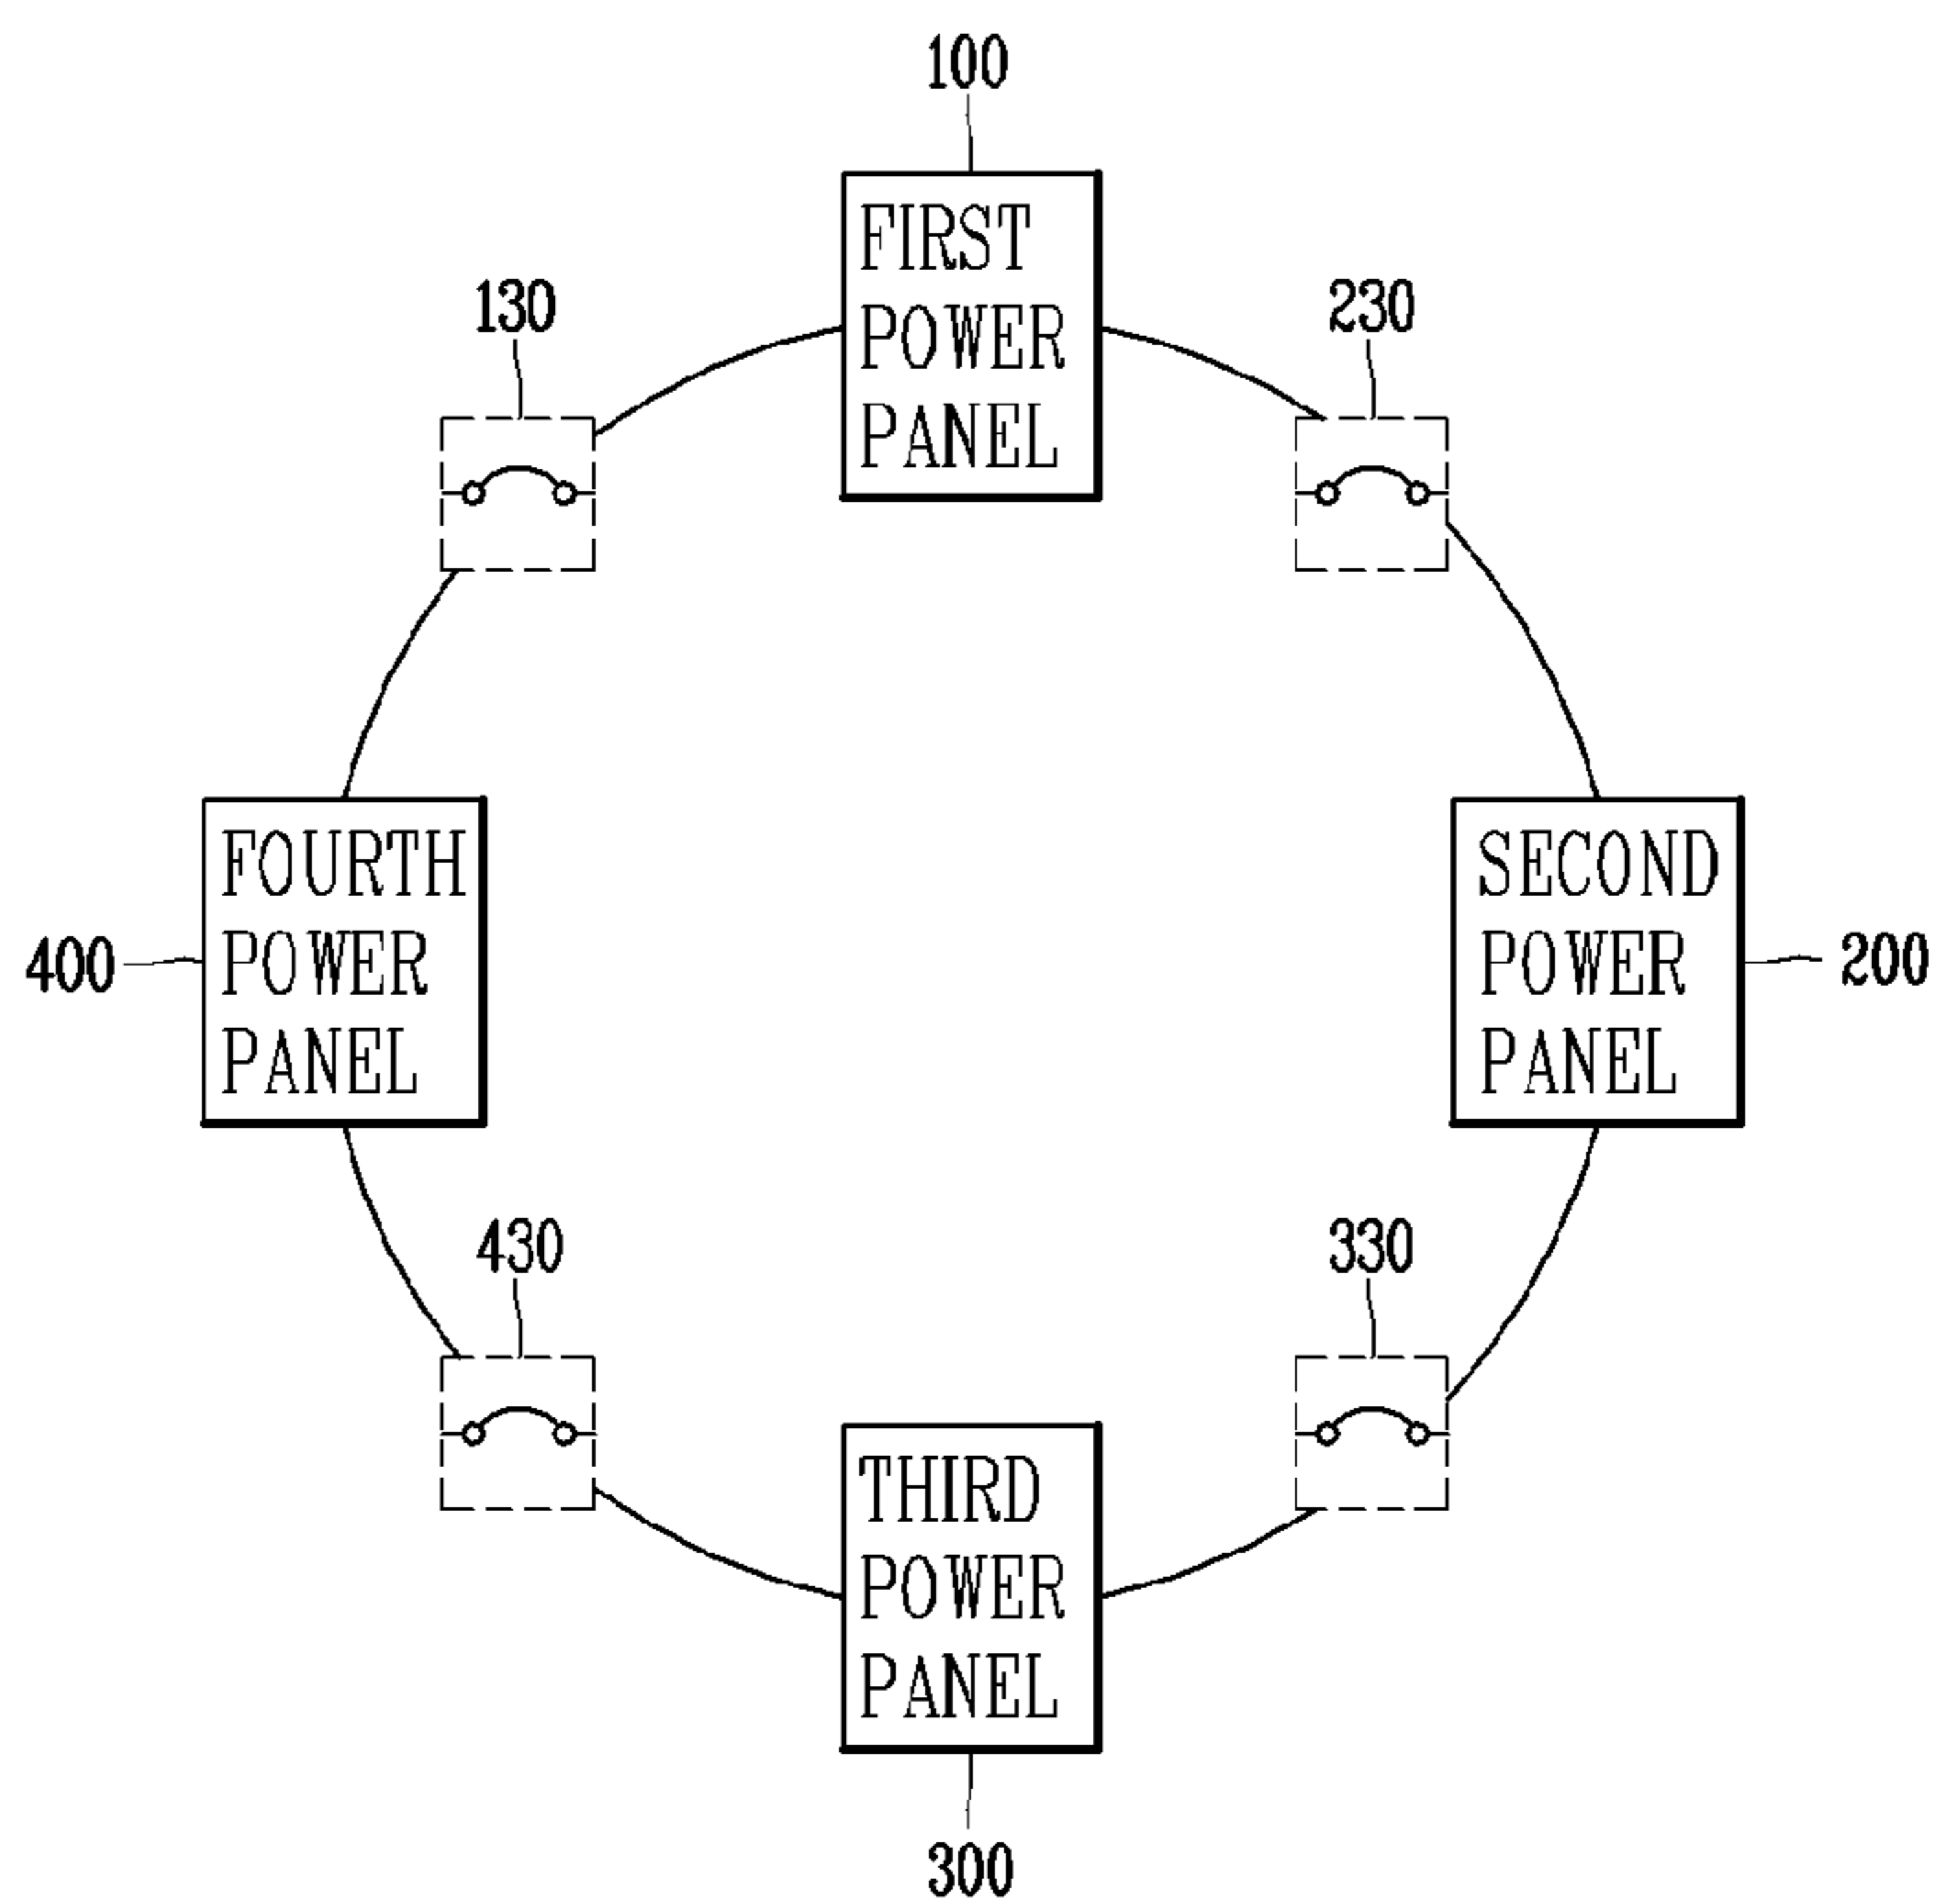 100
FIRST
POWER
PANEL
130
230
FOURTH
POWER
PANEL
400
SECOND
POWER
PANEL
200
430
330
THIRD
POWER
PANEL
300